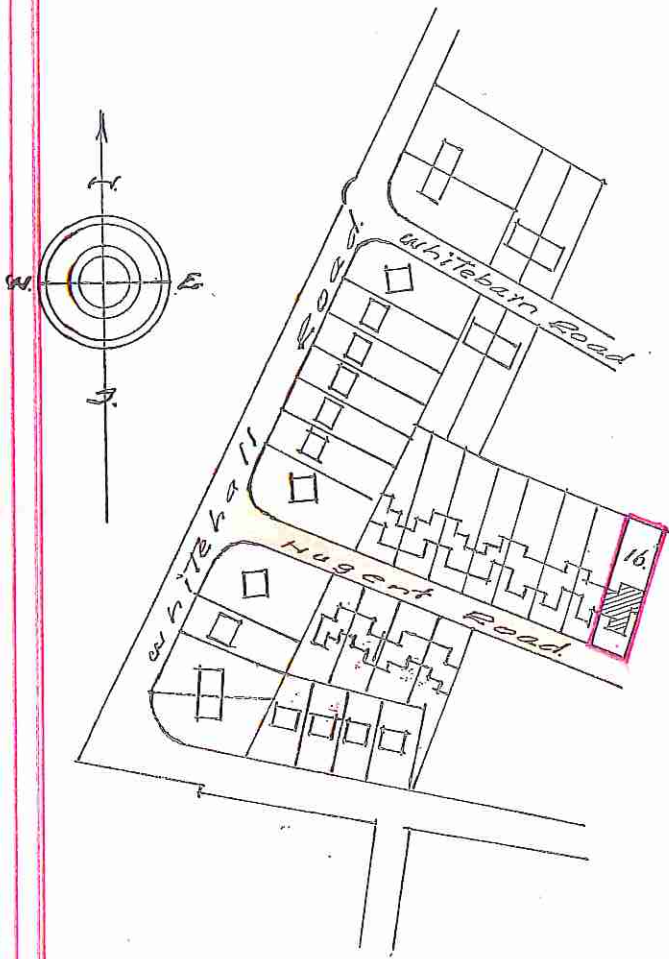 N.
W.
E.
S.
Whitebarn Road
Whitehall Road.
16.
Nugent Road.